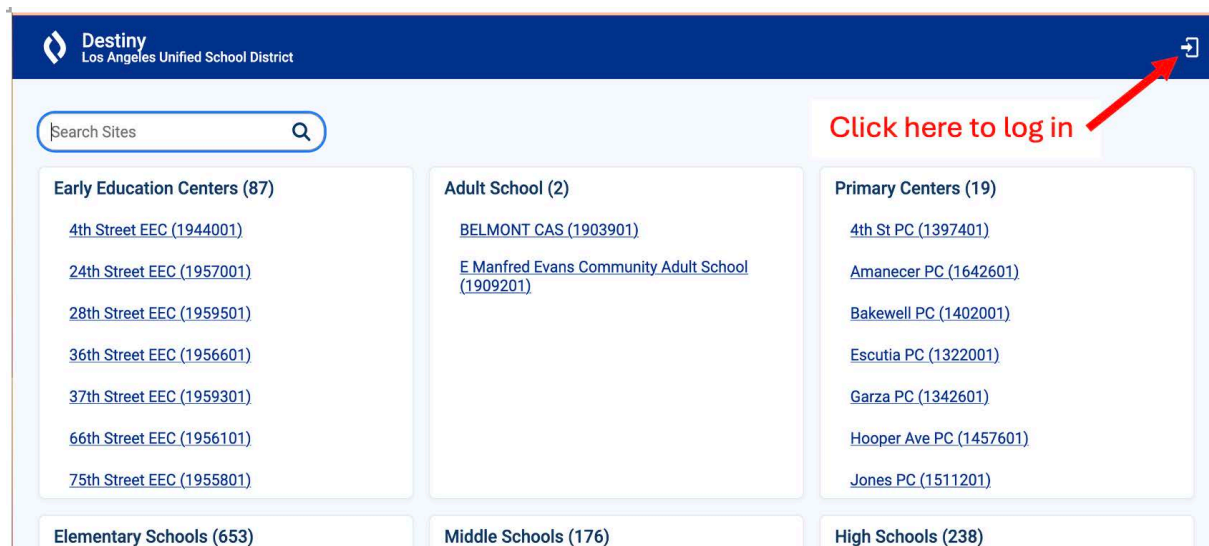 Destiny
Los Angeles Unified School District
Search Sites
Click here to log in
Early Education Centers (87)
4th Street EEC (1944001)
24th Street EEC (1957001)
28th Street EEC (1959501)
36th Street EEC (1956601)
37th Street EEC (1959301)
66th Street EEC (1956101)
75th Street EEC (1955801)
Adult School (2)
BELMONT CAS (1903901)
E Manfred Evans Community Adult School
(1909201)
Primary Centers (19)
4th St PC (1397401)
Amanecer PC (1642601)
Bakewell PC (1402001)
Escutia PC (1322001)
Garza PC (1342601)
Hooper Ave PC (1457601)
Jones PC (1511201)
Elementary Schools (653)
Middle Schools (176)
High Schools (238)